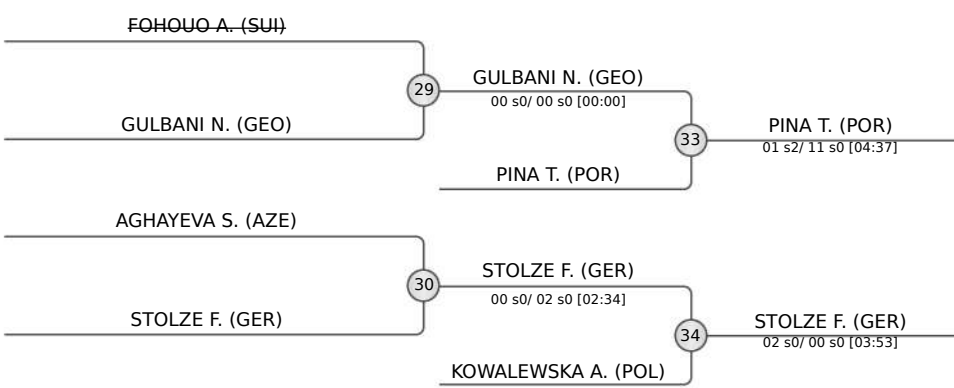 FOHOUO A. (SUI)
29
GULBANI N. (GEO)
00 s0/ 00 s0 [00:00]
GULBANI N. (GEO)
33
PINA T. (POR)
01 s2/ 11 s0 [04:37]
PINA T. (POR)
AGHAYEVA S. (AZE)
30
STOLZE F. (GER)
00 s0/ 02 s0 [02:34]
STOLZE F. (GER)
34
STOLZE F. (GER)
02 s0/ 00 s0 [03:53]
KOWALEWSKA A. (POL)